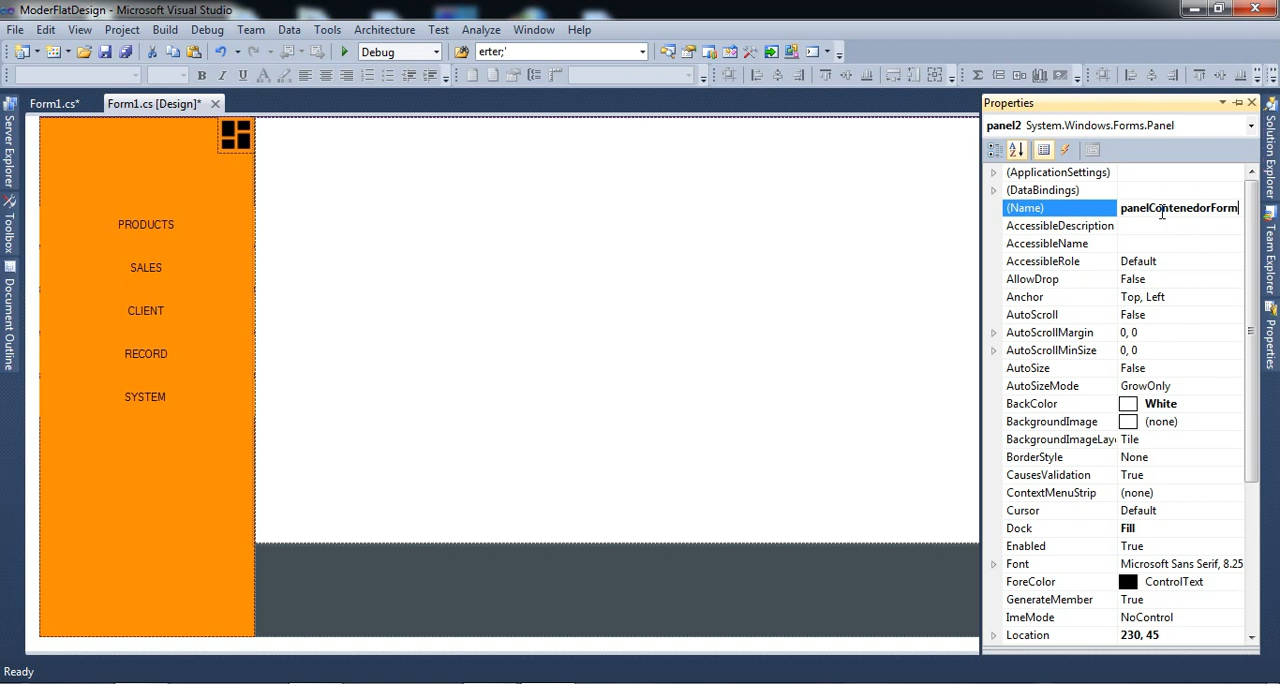 ModerFlatDesign - Microsoft Visual Studio
File Edit View Project Build Debug Team Data Tools Architecture Test Analyze Window Help
Debug erter;'
B I U A
Form1.cs* Form1.cs [Design]*
Server Explorer
Toolbox
Document Outline
PRODUCTS
SALES
CLIENT
RECORD
SYSTEM
Properties
panel2 System.Windows.Forms.Panel
(ApplicationSettings)
(DataBindings)
(Name) panelContenedorForm
AccessibleDescription
AccessibleName
AccessibleRole Default
AllowDrop False
Anchor Top, Left
AutoScroll False
AutoScrollMargin 0, 0
AutoScrollMinSize 0, 0
AutoSize False
AutoSizeMode GrowOnly
BackColor White
BackgroundImage (none)
BackgroundImageLay Tile
BorderStyle None
CausesValidation True
ContextMenuStrip (none)
Cursor Default
Dock Fill
Enabled True
Font Microsoft Sans Serif, 8.25
ForeColor ControlText
GenerateMember True
ImeMode NoControl
Location 230, 45
Solution Explorer
Team Explorer
Properties
Ready